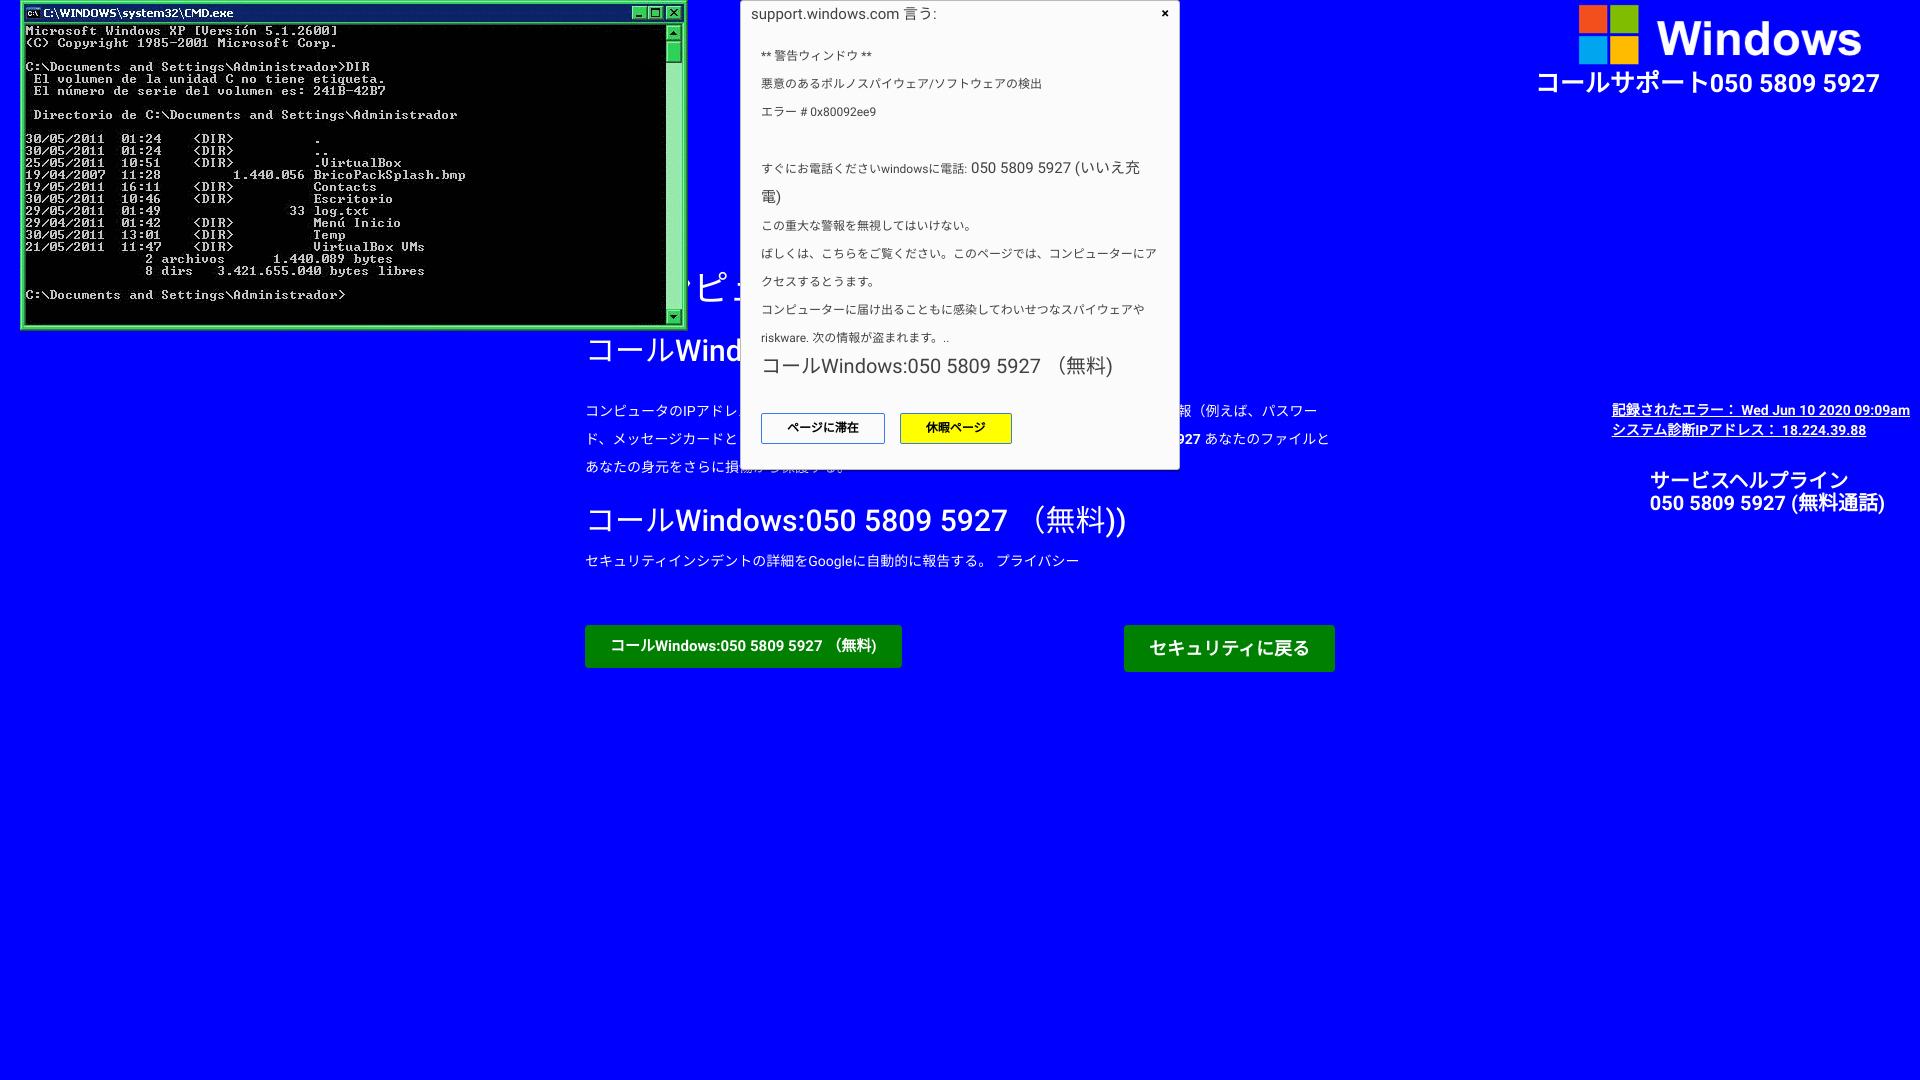 C:\WINDOWS\system32\CMD.exe
Microsoft Windows XP [Versión 5.1.2600]
(C) Copyright 1985-2001 Microsoft Corp.
C:\Documents and Settings\Administrador>DIR
El volumen de la unidad C no tiene etiqueta.
El número de serie del volumen es: 241B-42B7
Directorio de C:\Documents and Settings\Administrador
30/05/2011 01:24 <DIR> .
30/05/2011 01:24 <DIR> ..
25/05/2011 10:51 <DIR> .VirtualBox
19/04/2007 11:28 1.440.056 BricoPackSplash.bmp
19/05/2011 16:11 <DIR> Contacts
30/05/2011 10:46 <DIR> Escritorio
29/05/2011 01:49 33 log.txt
29/04/2011 01:42 <DIR> Menú Inicio
30/05/2011 13:01 <DIR> Temp
21/05/2011 11:47 <DIR> VirtualBox VMs
2 archivos 1.440.089 bytes
8 dirs 3.421.655.040 bytes libres
C:\Documents and Settings\Administrador>
support.windows.com 言う:
** 警告ウィンドウ **
悪意のあるポルノスパイウェア/ソフトウェアの検出
エラー # 0x80092ee9
すぐにお電話くださいwindowsに電話: 050 5809 5927 (いいえ充
電)
この重大な警報を無視してはいけない。
ばしくは、こちらをご覧ください。このページでは、コンピューターにア
クセスするとうます。
コンピューターに届け出ることもに感染してわいせつなスパイウェアや
riskware. 次の情報が盗まれます。..
コールWindows:050 5809 5927 （無料)
ページに滞在
休暇ページ
Windows
コールサポート050 5809 5927
ピュ
コールWind
コンピュータのIPアドレ 報（例えば、パスワー
ド、メッセージカードと 927 あなたのファイルと
あなたの身元をさらに損傷から保護する。
コールWindows:050 5809 5927 （無料))
セキュリティインシデントの詳細をGoogleに自動的に報告する。 プライバシー
コールWindows:050 5809 5927 （無料)
セキュリティに戻る
記録されたエラー： Wed Jun 10 2020 09:09am
システム診断IPアドレス： 18.224.39.88
サービスヘルプライン
050 5809 5927 (無料通話)